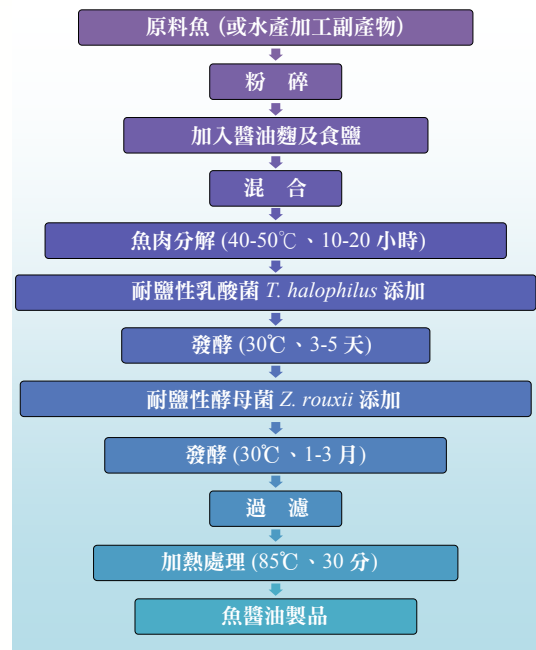 原料魚 (或水產加工副產物)
粉 碎
加入醬油麴及食鹽
混 合
魚肉分解 (40-50℃、10-20 小時)
耐鹽性乳酸菌 T. halophilus 添加
發酵 (30℃、3-5 天)
耐鹽性酵母菌 Z. rouxii 添加
發酵 (30℃、1-3 月)
過 濾
加熱處理 (85℃、30 分)
魚醬油製品